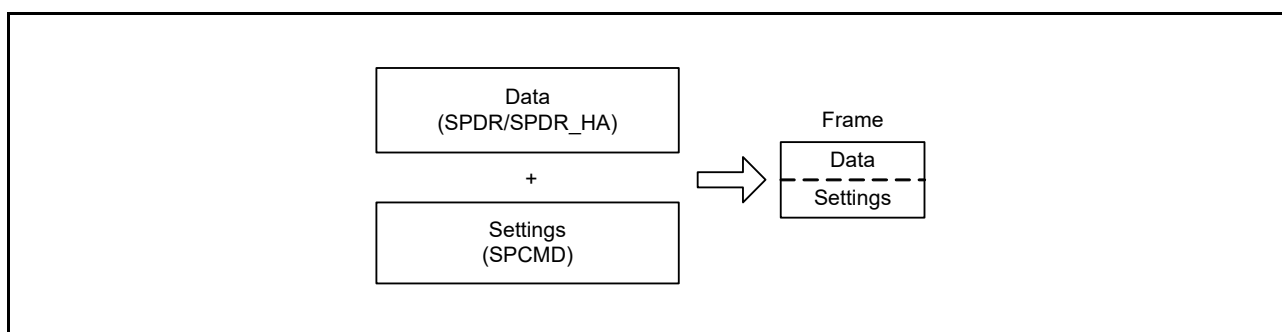 Data
(SPDR/SPDR_HA)
+
Settings
(SPCMD)
Frame
Data
Settings